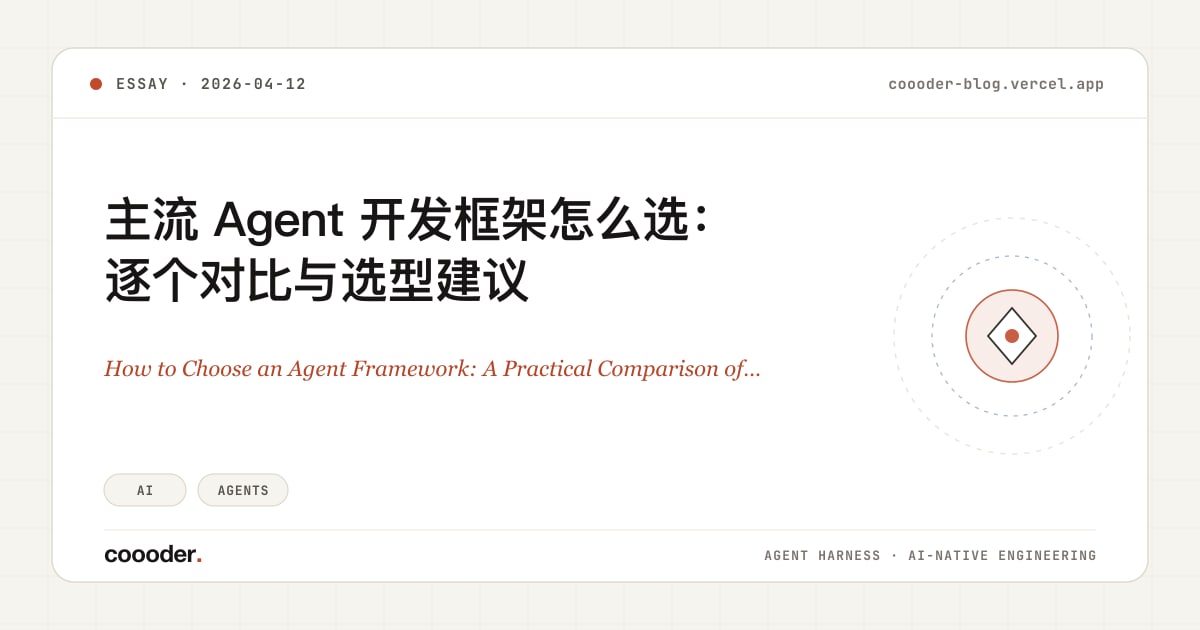 ESSAY · 2026-04-12
coooder-blog.vercel.app
主流 Agent 开发框架怎么选：
逐个对比与选型建议
How to Choose an Agent Framework: A Practical Comparison of…
AI
AGENTS
coooder.
AGENT HARNESS · AI-NATIVE ENGINEERING